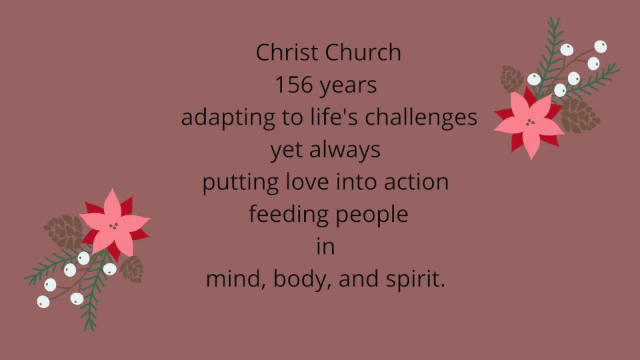 Christ Church
156 years
adapting to life's challenges
yet always
putting love into action
feeding people
in
mind, body, and spirit.